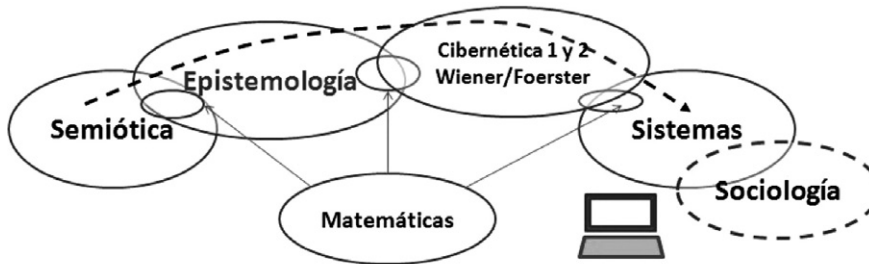 Cibernética 1 y 2
Wiener/Foerster
Epistemología
Semiótica
Sistemas
Sociología
Matemáticas